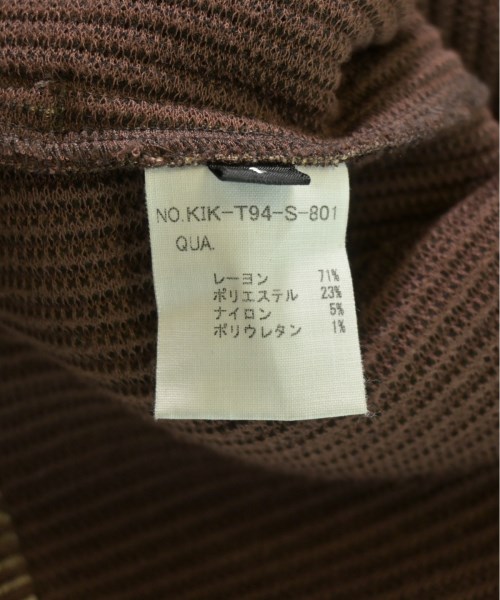 NO.KIK-T94-S-801
QUA.
レーヨン 71%
ポリエステル 23%
ナイロン 5%
ポリウレタン 1%